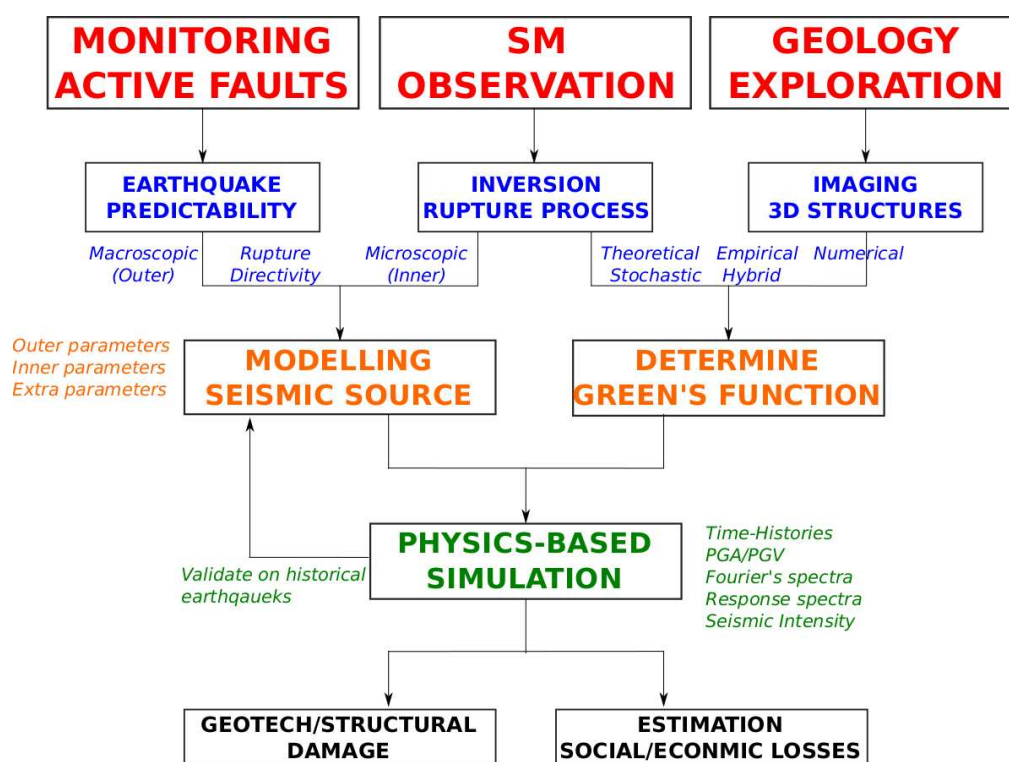 MONITORING
ACTIVE FAULTS
SM
OBSERVATION
GEOLOGY
EXPLORATION
EARTHQUAKE
PREDICTABILITY
INVERSION
RUPTURE PROCESS
IMAGING
3D STRUCTURES
Macroscopic
(Outer)
Rupture
Directivity
Microscopic
(Inner)
Theoretical Empirical Numerical
Stochastic Hybrid
Outer parameters
Inner parameters
Extra parameters
MODELLING
SEISMIC SOURCE
DETERMINE
GREEN'S FUNCTION
PHYSICS-BASED
SIMULATION
Validate on historical
earthqaueks
Time-Histories
PGA/PGV
Fourier's spectra
Response spectra
Seismic Intensity
GEOTECH/STRUCTURAL
DAMAGE
ESTIMATION
SOCIAL/ECONMIC LOSSES